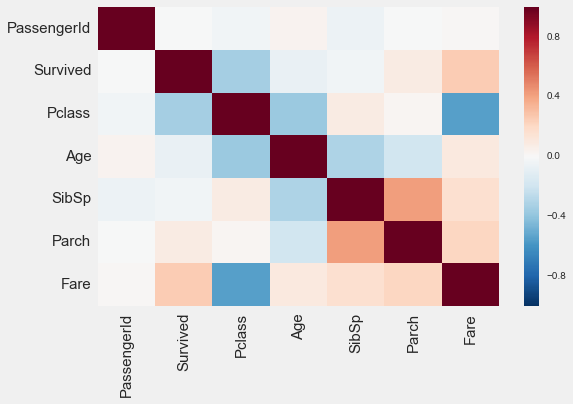 PassengerId
Survived
Pclass
Age
SibSp
Parch
Fare
PassengerId
Survived
Pclass
Age
SibSp
Parch
Fare
0.8
0.4
0.0
−0.4
−0.8